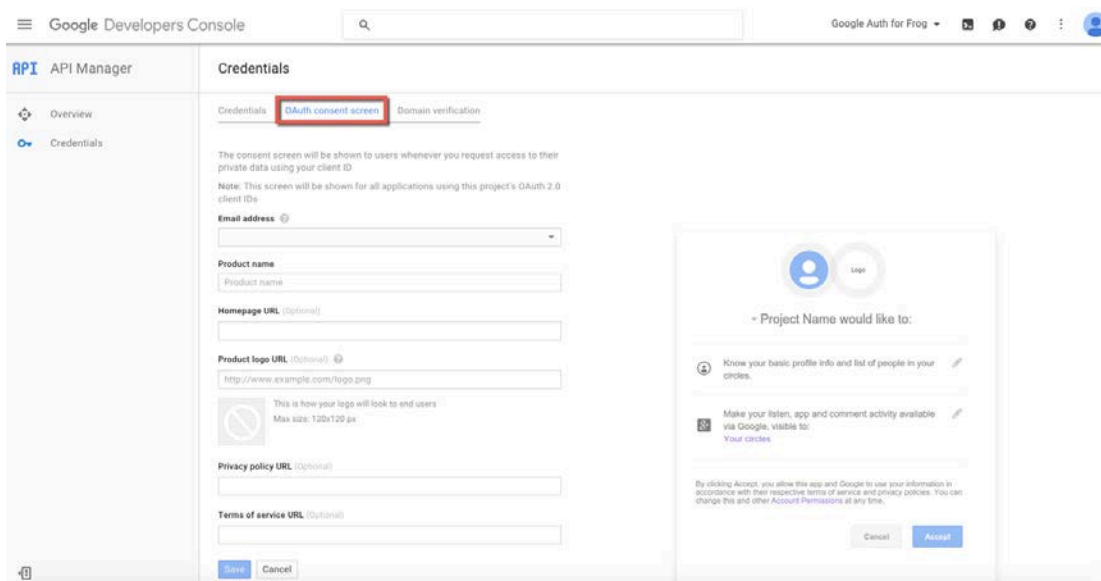 Google Developers Console
Google Auth for Frog
API API Manager
Credentials
Overview
Credentials
Credentials OAuth consent screen Domain verification
The consent screen will be shown to users whenever you request access to their
private data using your client ID
Note: This screen will be shown for all applications using this project's OAuth 2.0
client IDs
Email address
Product name
Product name
Homepage URL (Optional)
Product logo URL (Optional)
http://www.example.com/logo.png
This is how your logo will look to end users
Max size: 120x120 px
Privacy policy URL (Optional)
Terms of service URL (Optional)
Save Cancel
Logo
- Project Name would like to:
Know your basic profile info and list of people in your
circles.
Make your listen, app and comment activity available
via Google, visible to:
Your circles
By clicking Accept, you allow this app and Google to use your information in
accordance with their respective terms of service and privacy policies. You can
change this and other Account Permissions at any time.
Cancel Accept